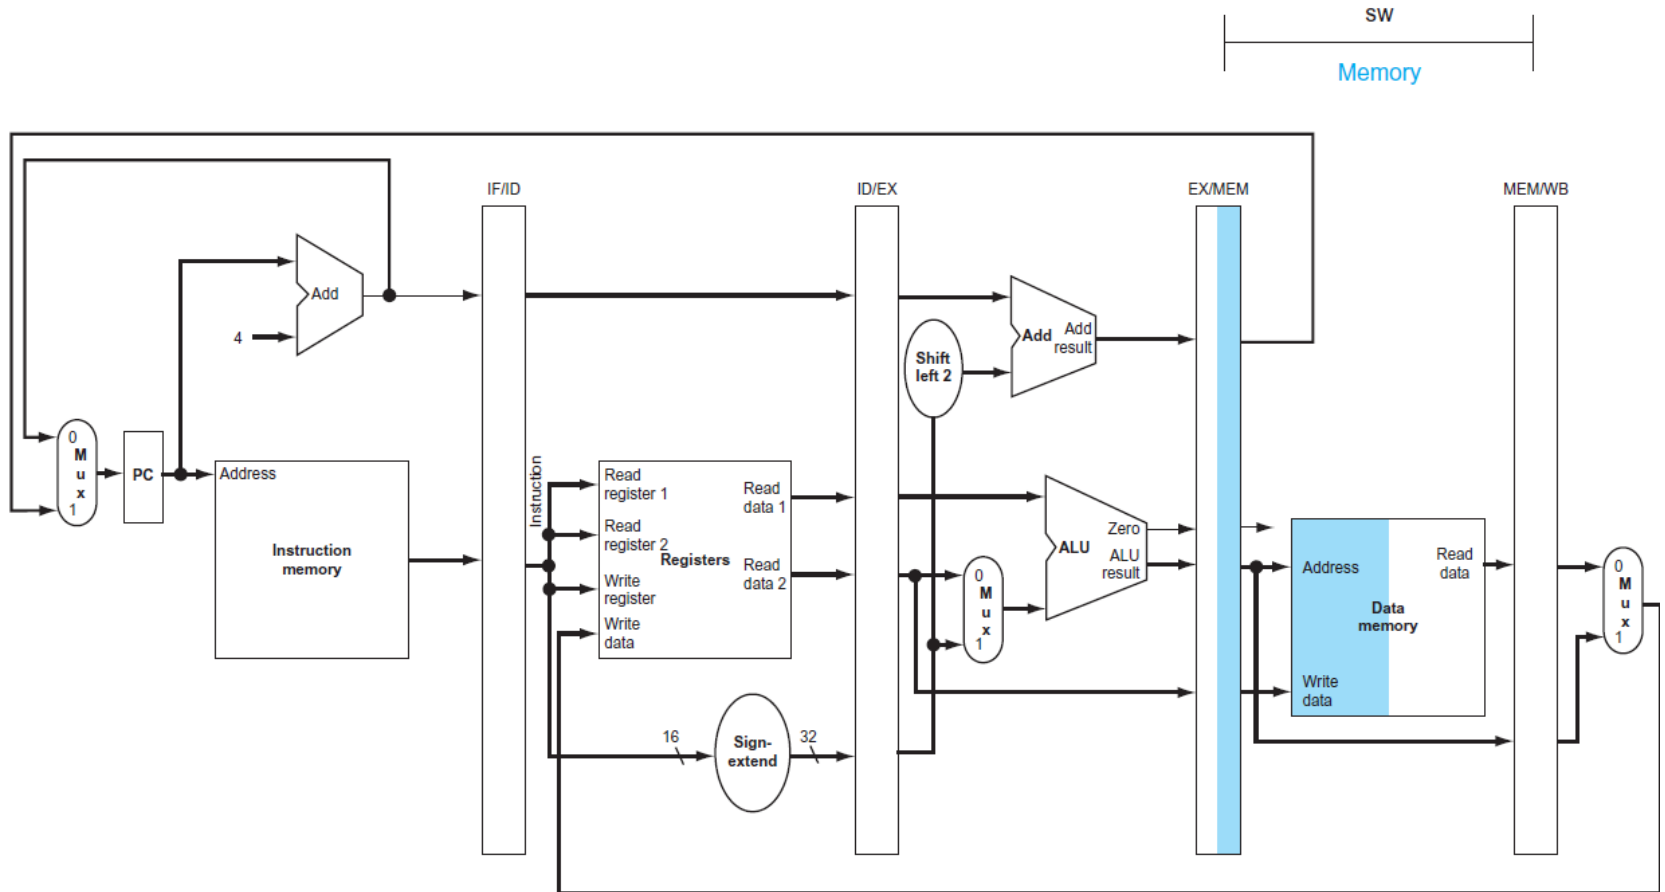 SW
Memory
IF/ID
ID/EX
EX/MEM
MEM/WB
Add
4
Shift
left 2
Add
Add
result
0
M
u
x
1
PC
Address
Instruction
memory
Instruction
Read
register 1
Read
register 2
Write
register
Write
data
Registers
Read
data 1
Read
data 2
16
Sign-
extend
32
0
M
u
x
1
ALU
Zero
ALU
result
Address
Read
data
Data
memory
Write
data
0
M
u
x
1